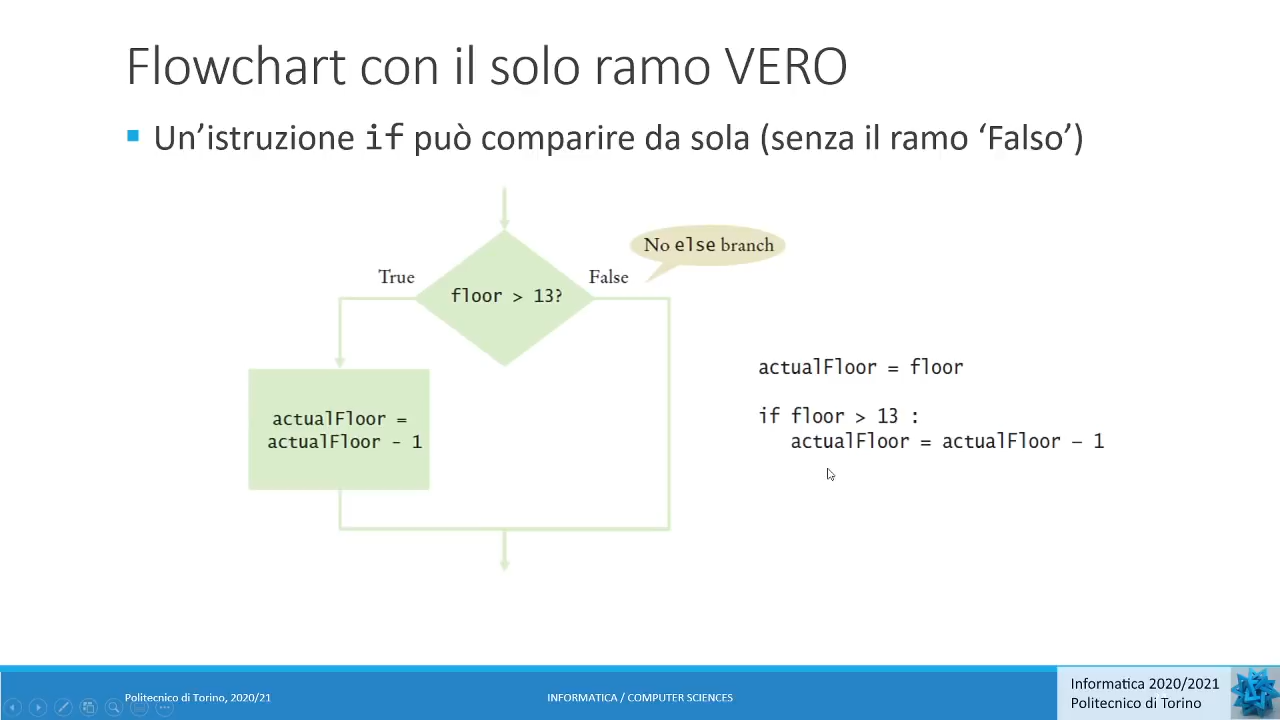 Flowchart con il solo ramo VERO
Un’istruzione if può comparire da sola (senza il ramo ‘Falso’)
No else branch
True
False
floor > 13?
actualFloor =
actualFloor – 1
actualFloor = floor
if floor > 13 :
actualFloor = actualFloor – 1
Politecnico di Torino, 2020/21
INFORMATICA / COMPUTER SCIENCES
Informatica 2020/2021
Politecnico di Torino